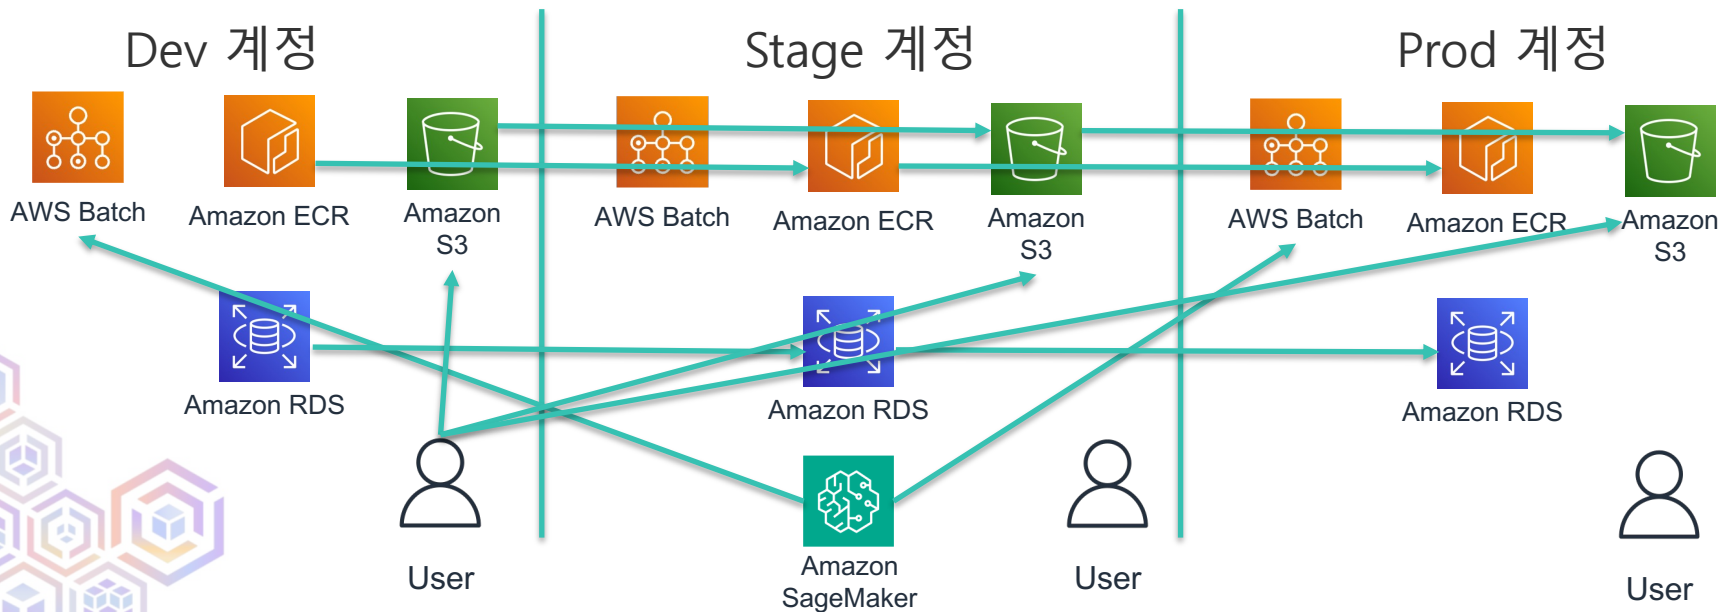 Dev 계정
Stage 계정
Prod 계정
AWS Batch
Amazon ECR
Amazon
S3
AWS Batch
Amazon ECR
Amazon
S3
AWS Batch
Amazon ECR
Amazon
S3
Amazon RDS
Amazon RDS
Amazon RDS
User
Amazon
SageMaker
User
User